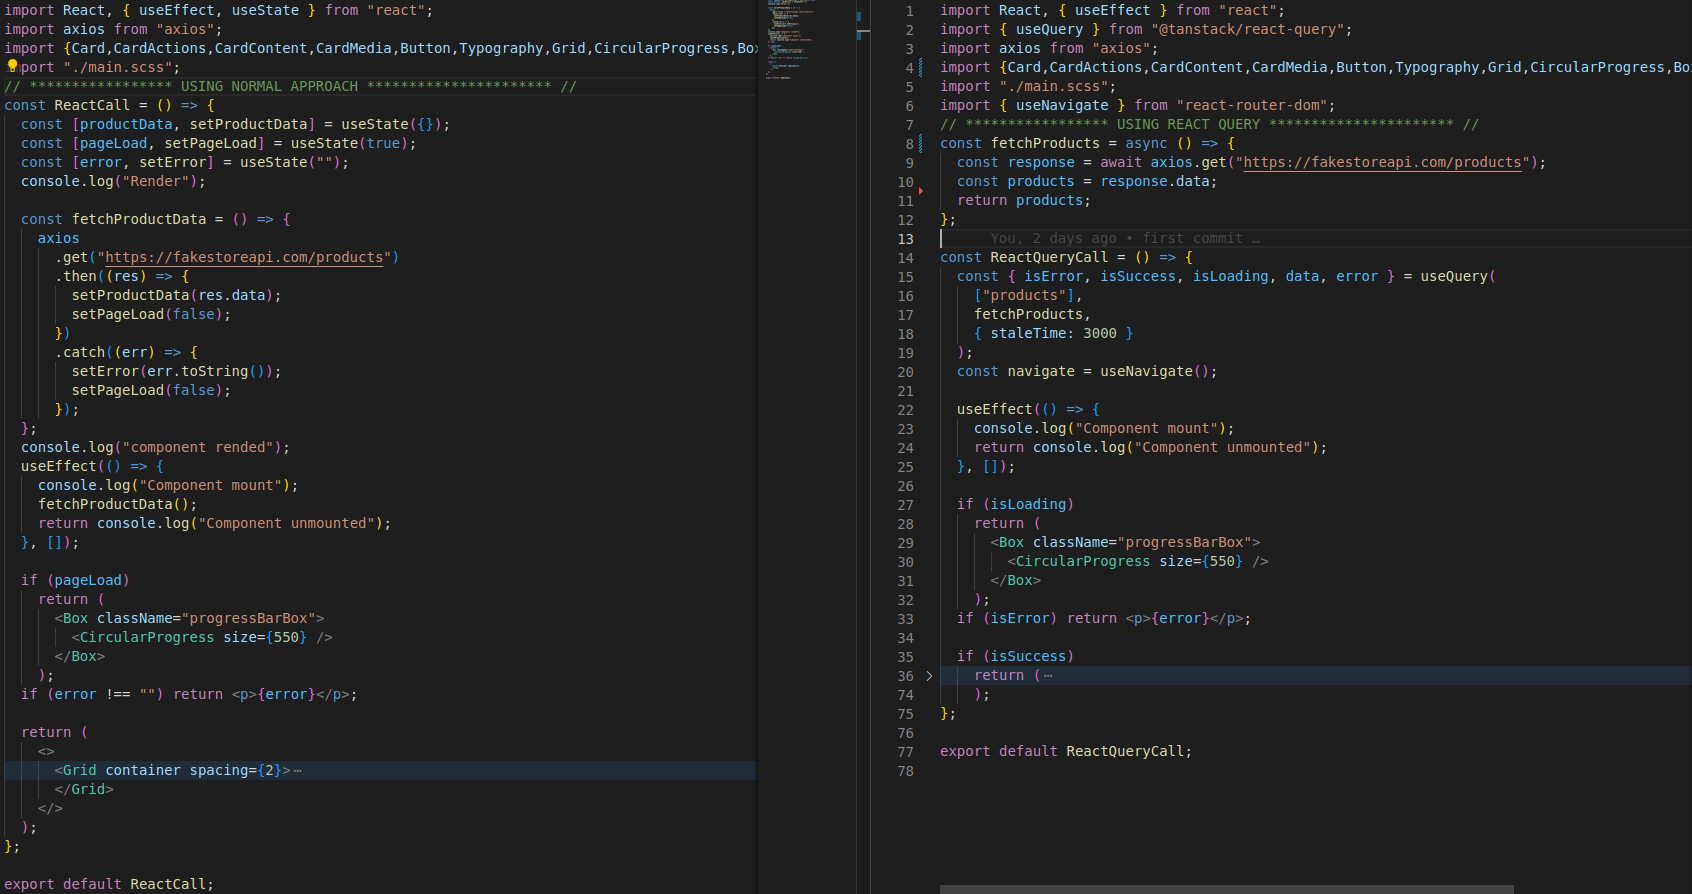 import React, { useEffect, useState } from "react";
import axios from "axios";
import {Card,CardActions,CardContent,CardMedia,Button,Typography,Grid,CircularProgress,Box
import "./main.scss";
// ***************** USING NORMAL APPROACH ********************** //
const ReactCall = () => {
  const [productData, setProductData] = useState({});
  const [pageLoad, setPageLoad] = useState(true);
  const [error, setError] = useState("");
  console.log("Render");
  const fetchProductData = () => {
    axios
      .get("https://fakestoreapi.com/products")
      .then((res) => {
        setProductData(res.data);
        setPageLoad(false);
      })
      .catch((err) => {
        setError(err.toString());
        setPageLoad(false);
      });
  };
  console.log("component rended");
  useEffect(() => {
    console.log("Component mount");
    fetchProductData();
    return console.log("Component unmounted");
  }, []);
  if (pageLoad)
    return (
      <Box className="progressBarBox">
        <CircularProgress size={550} />
      </Box>
    );
  if (error !== "") return <p>{error}</p>;
  return (
    <>
      <Grid container spacing={2}>…
      </Grid>
    </>
  );
};
export default ReactCall;
1 import React, { useEffect } from "react";
2 import { useQuery } from "@tanstack/react-query";
3 import axios from "axios";
4 import {Card,CardActions,CardContent,CardMedia,Button,Typography,Grid,CircularProgress,Bo
5 import "./main.scss";
6 import { useNavigate } from "react-router-dom";
7 // ***************** USING REACT QUERY ********************** //
8 const fetchProducts = async () => {
9   const response = await axios.get("https://fakestoreapi.com/products");
10   const products = response.data;
11   return products;
12 };
13 You, 2 days ago • first commit …
14 const ReactQueryCall = () => {
15   const { isError, isSuccess, isLoading, data, error } = useQuery(
16     ["products"],
17     fetchProducts,
18     { staleTime: 3000 }
19   );
20   const navigate = useNavigate();
21
22   useEffect(() => {
23     console.log("Component mount");
24     return console.log("Component unmounted");
25   }, []);
26
27   if (isLoading)
28     return (
29       <Box className="progressBarBox">
30         <CircularProgress size={550} />
31       </Box>
32     );
33   if (isError) return <p>{error}</p>;
34
35   if (isSuccess)
36     return (…
74     );
75 };
76
77 export default ReactQueryCall;
78